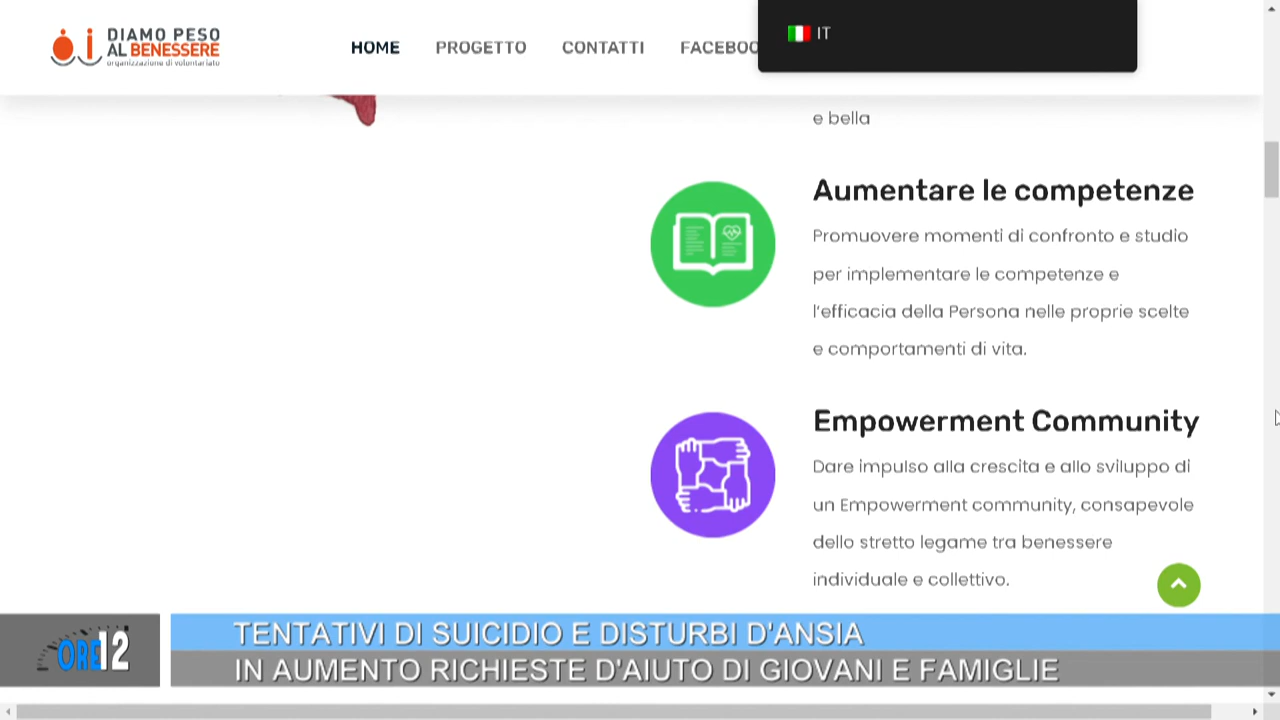 DIAMO PESO
AL BENESSERE
organizzazione di volontariato
HOME PROGETTO CONTATTI FACEBOO
IT
e bella
Aumentare le competenze
Promuovere momenti di confronto e studio
per implementare le competenze e
l'efficacia della Persona nelle proprie scelte
e comportamenti di vita.
Empowerment Community
Dare impulso alla crescita e allo sviluppo di
un Empowerment community, consapevole
dello stretto legame tra benessere
individuale e collettivo.
ORE12
TENTATIVI DI SUICIDIO E DISTURBI D'ANSIA
IN AUMENTO RICHIESTE D'AIUTO DI GIOVANI E FAMIGLIE